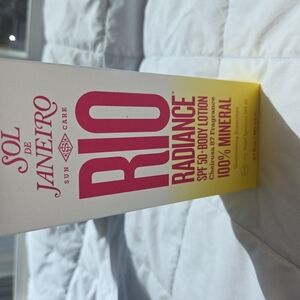 SOL
DE
JANEIRO
SUN CARE
RIO
RADIANCE
SPF 50 · BODY LOTION
Cheirosa 87 Fragrance
100% MINERAL